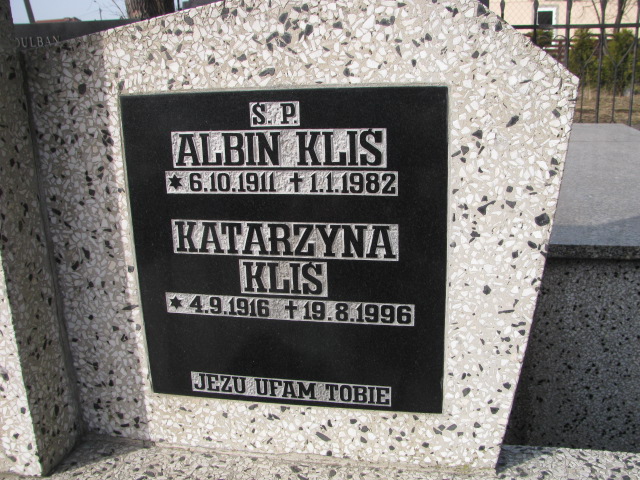 OULBAN
Ś. P.
ALBIN KLIŚ
* 6.10.1911 † 1.1.1982
KATARZYNA
KLIŚ
* 4.9.1916 † 19.8.1996
JEZU UFAM TOBIE